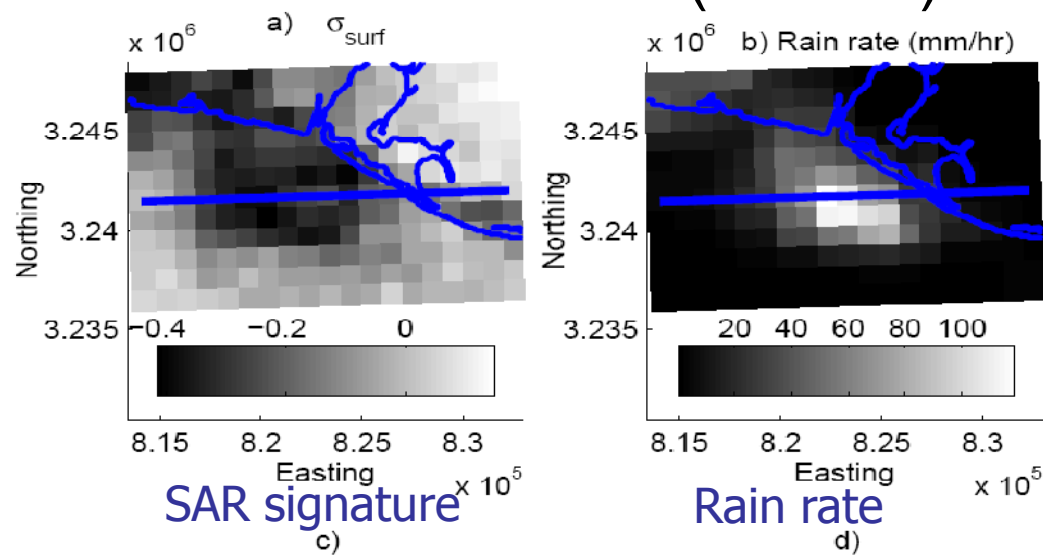 a) σsurf
x 10^6
3.245
3.24
3.235
Northing
−0.4 −0.2 0
8.15 8.2 8.25 8.3
Easting
x 10^5
SAR signature
c)
b) Rain rate (mm/hr)
x 10^6
3.245
3.24
3.235
Northing
20 40 60 80 100
8.15 8.2 8.25 8.3
Easting
x 10^5
Rain rate
d)